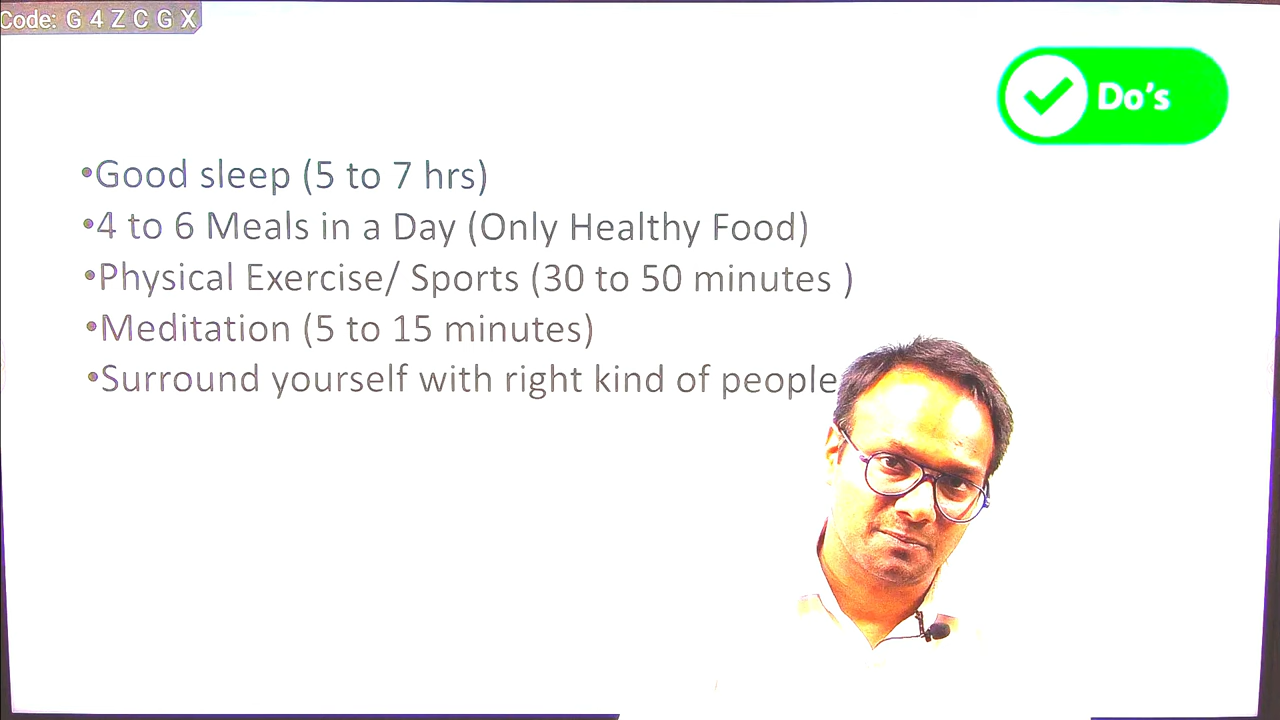 Code: G 4 Z C G X
Do's
•Good sleep (5 to 7 hrs)
•4 to 6 Meals in a Day (Only Healthy Food)
•Physical Exercise/ Sports (30 to 50 minutes )
•Meditation (5 to 15 minutes)
•Surround yourself with right kind of people